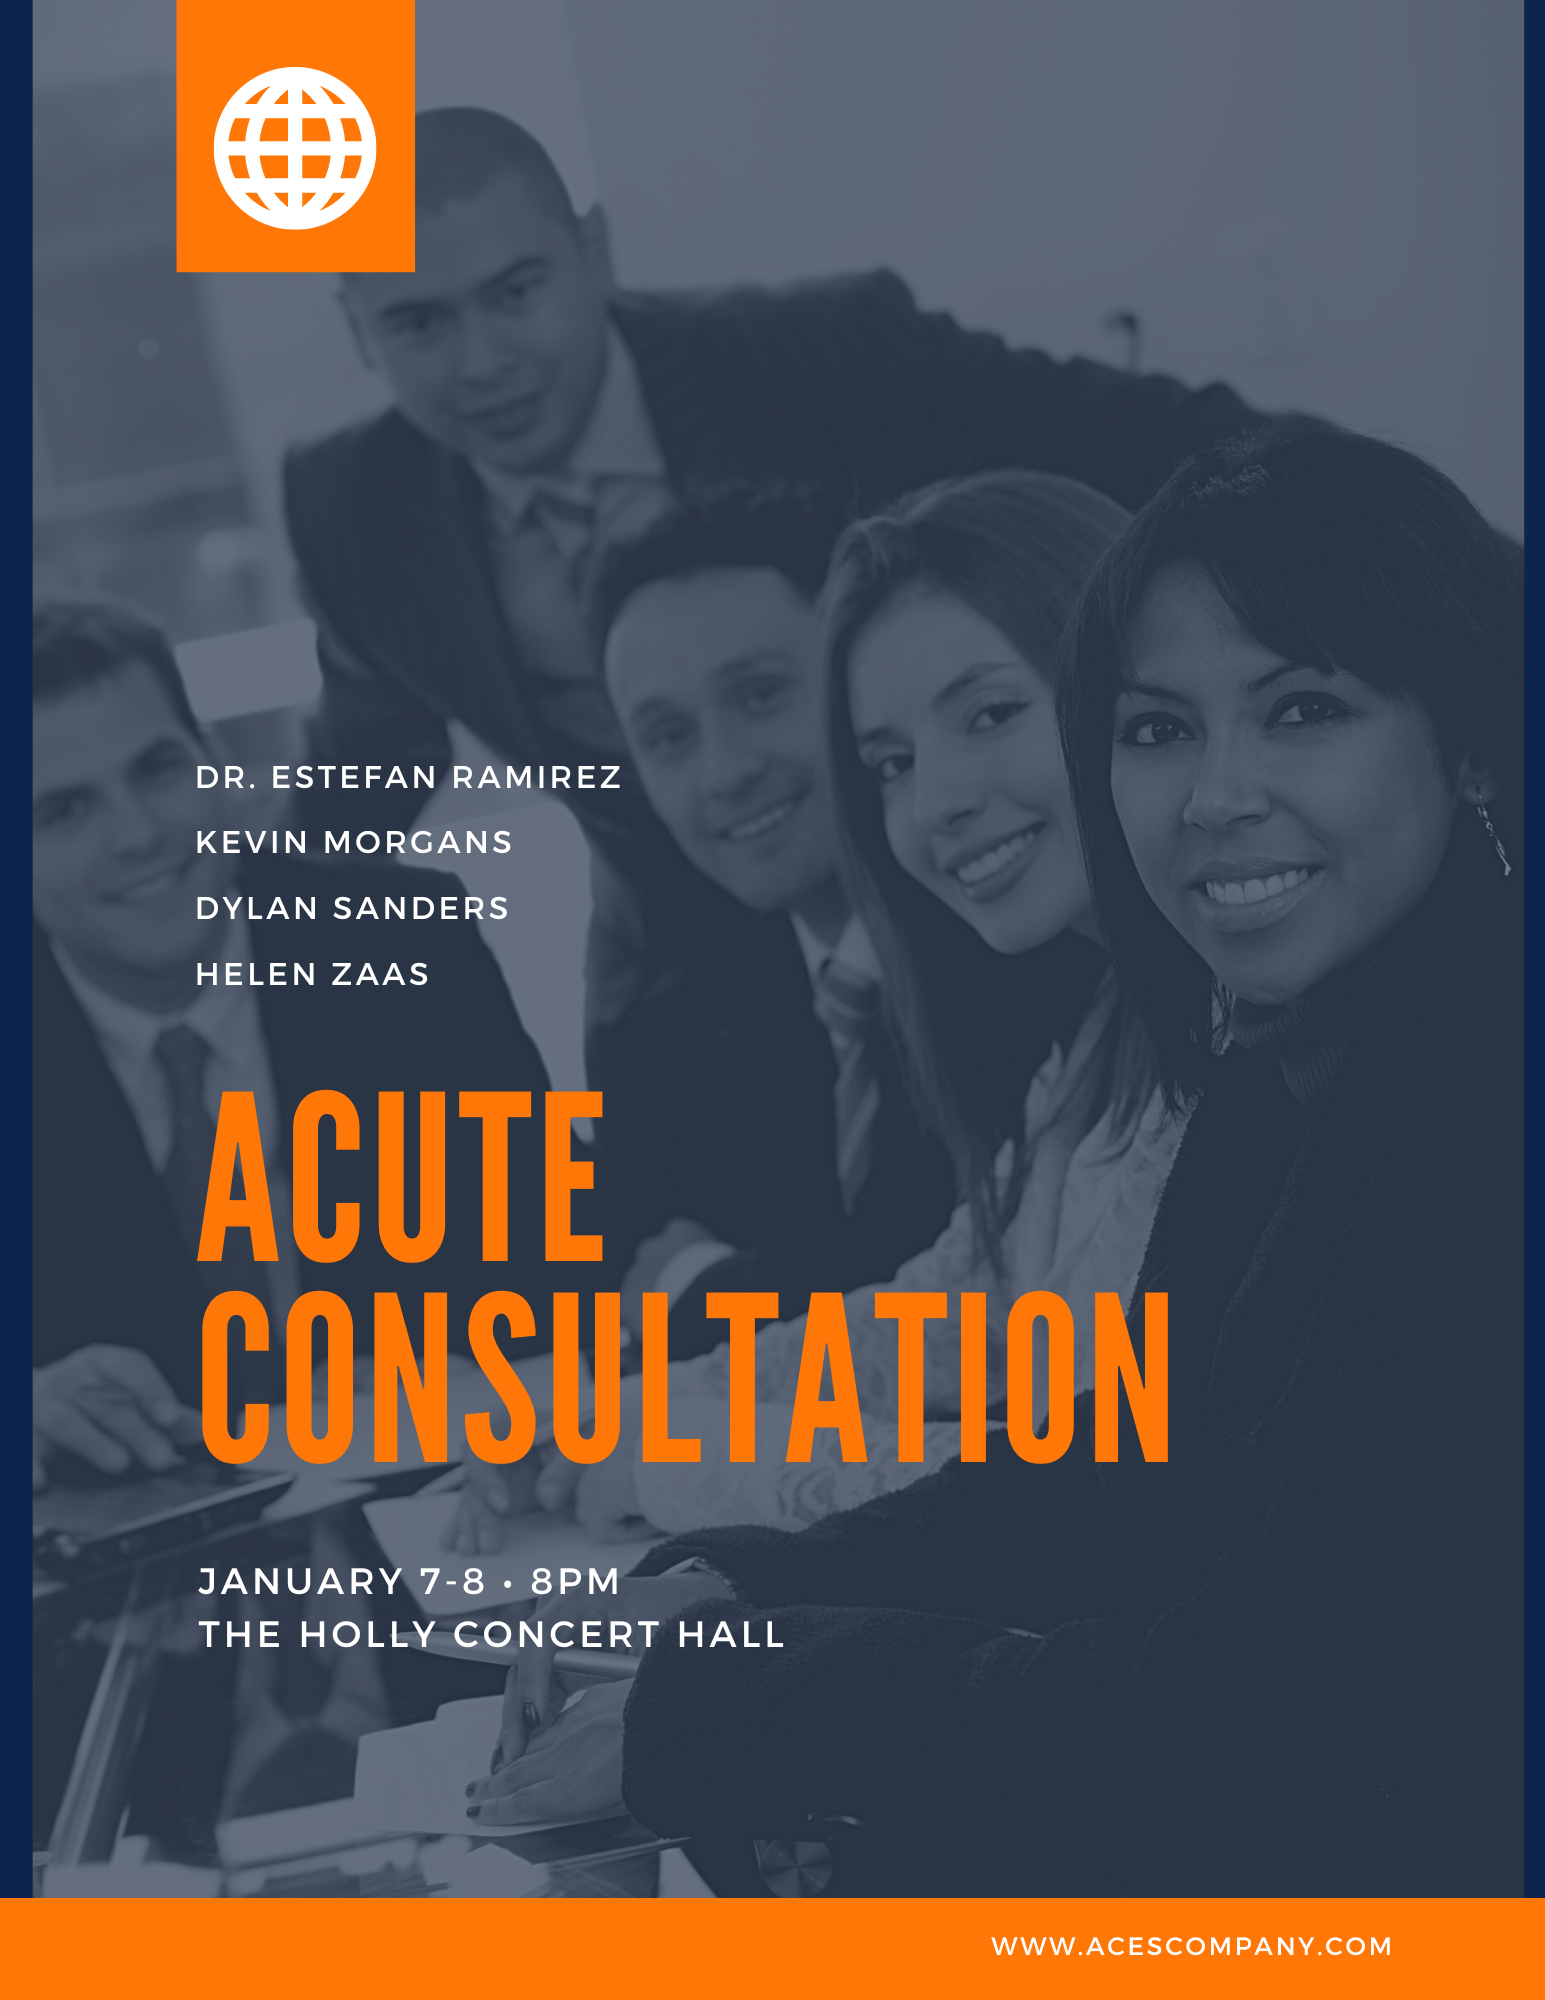 DR. ESTEFAN RAMIREZ
KEVIN MORGANS
DYLAN SANDERS
HELEN ZAAS
ACUTE
CONSULTATION
JANUARY 7-8 • 8PM
THE HOLLY CONCERT HALL
WWW.ACESCOMPANY.COM